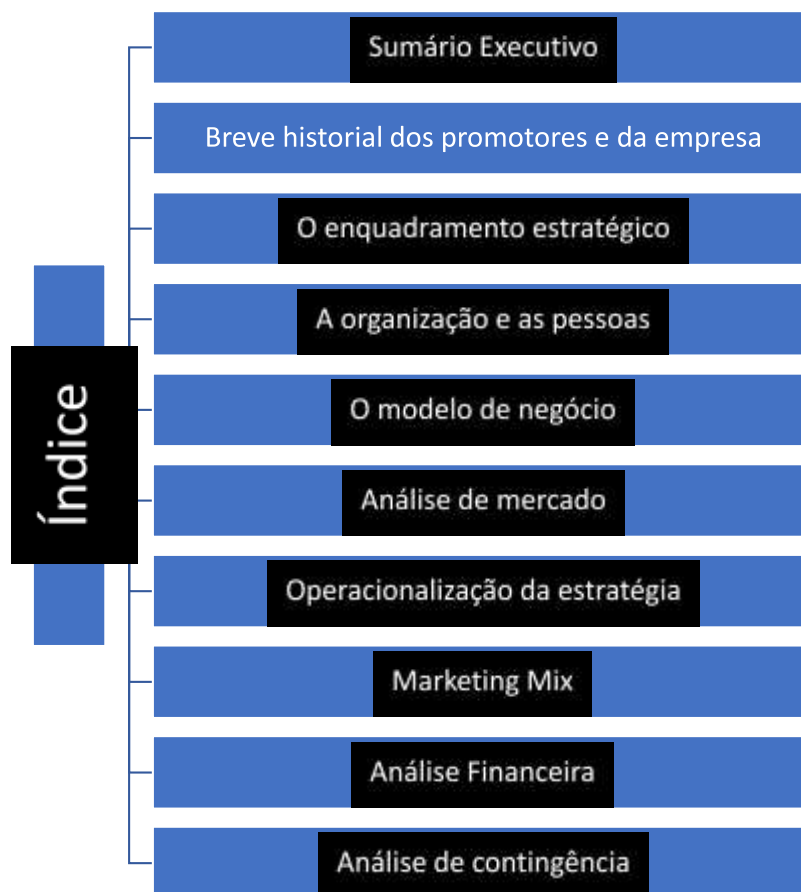 Índice
Sumário Executivo
Breve historial dos promotores e da empresa
O enquadramento estratégico
A organização e as pessoas
O modelo de negócio
Análise de mercado
Operacionalização da estratégia
Marketing Mix
Análise Financeira
Análise de contingência